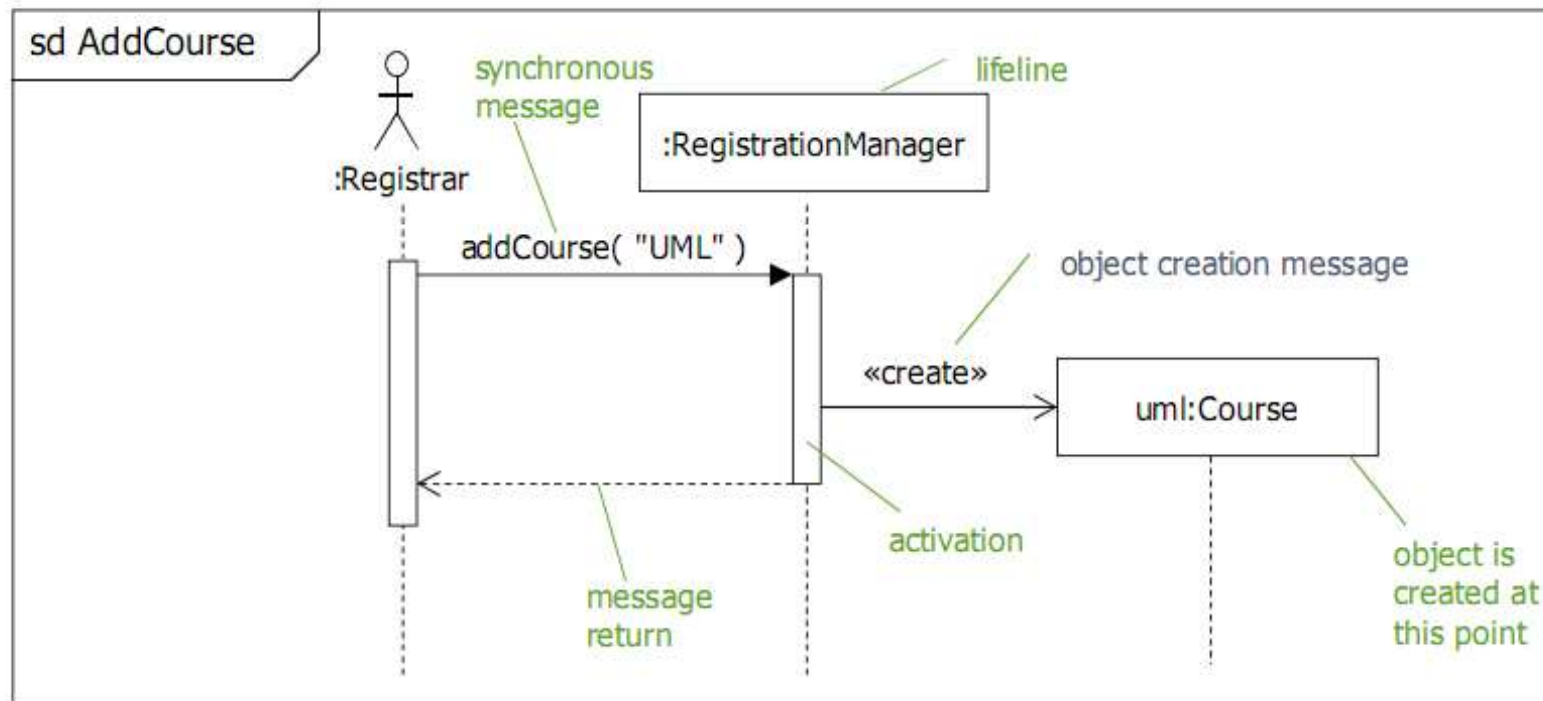 sd AddCourse
synchronous
message
lifeline
:RegistrationManager
:Registrar
addCourse( "UML" )
object creation message
«create»
uml:Course
activation
object is
created at
this point
message
return